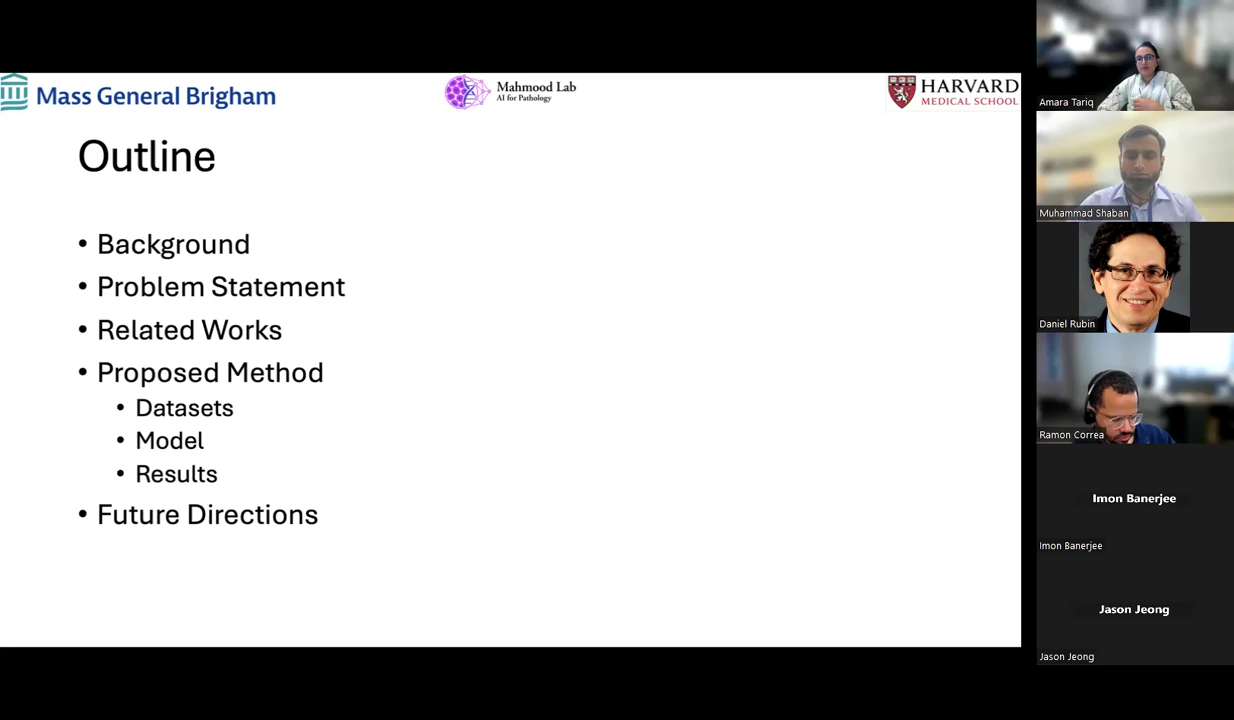 Mass General Brigham
Mahmood Lab
AI for Pathology
HARVARD
MEDICAL SCHOOL
Outline
• Background
• Problem Statement
• Related Works
• Proposed Method
• Datasets
• Model
• Results
• Future Directions
Amara Tariq
Muhammad Shaban
Daniel Rubin
Ramon Correa
Imon Banerjee
Imon Banerjee
Jason Jeong
Jason Jeong